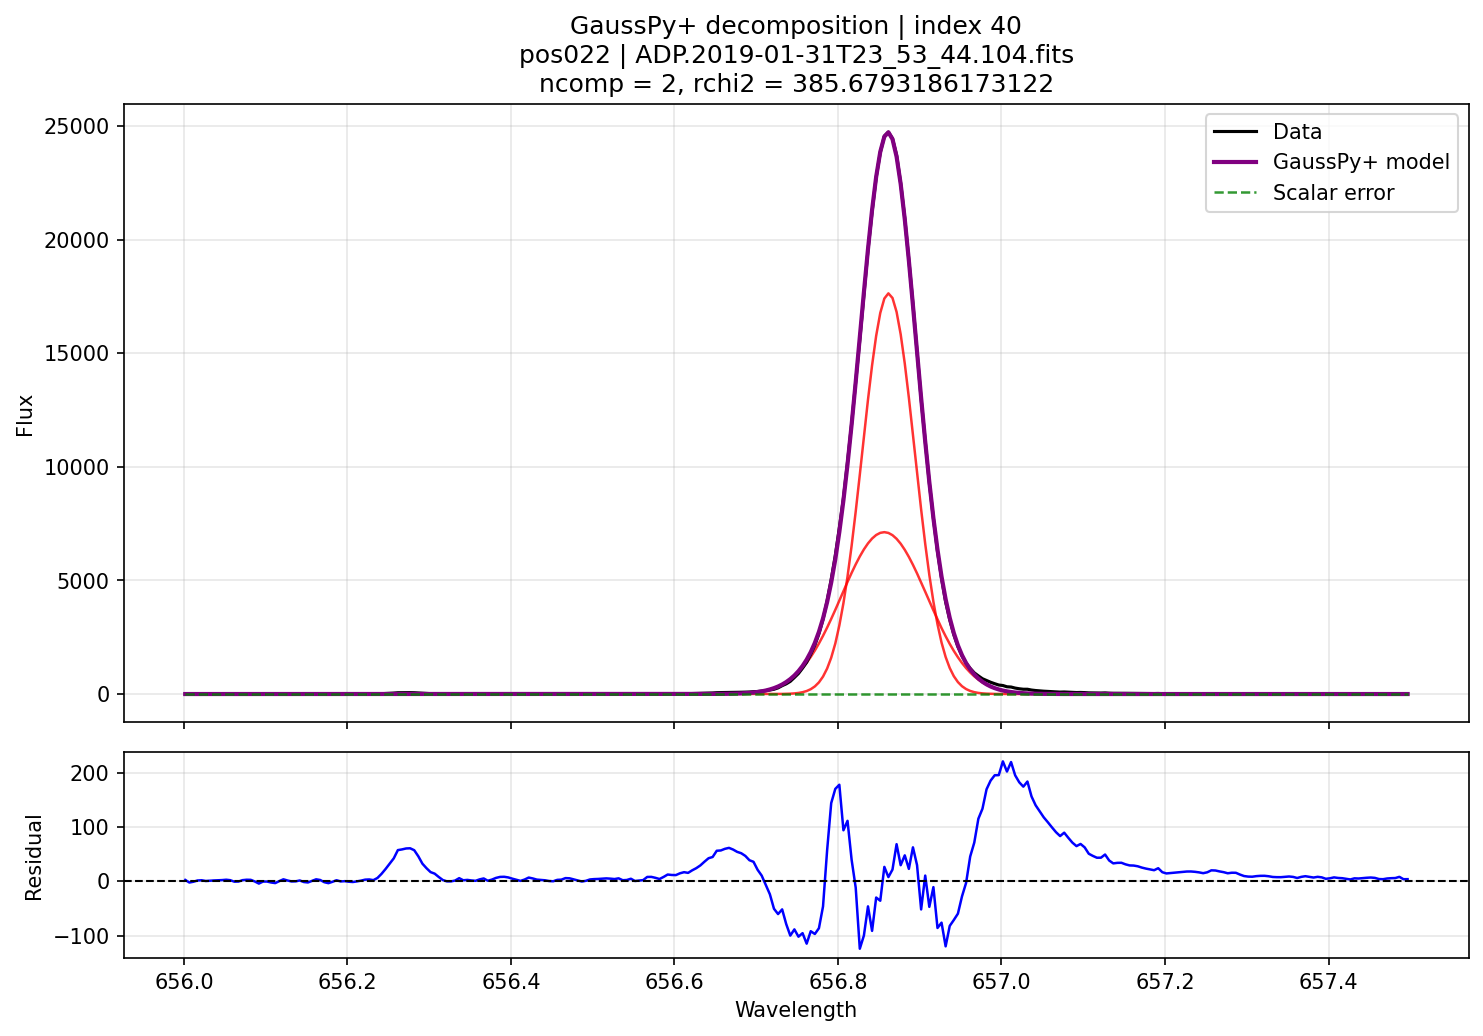 GaussPy+ decomposition | index 40
pos022 | ADP.2019-01-31T23_53_44.104.fits
ncomp = 2, rchi2 = 385.6793186173122
Data
GaussPy+ model
Scalar error
25000
20000
15000
10000
5000
0
Flux
200
100
0
−100
Residual
656.0 656.2 656.4 656.6 656.8 657.0 657.2 657.4
Wavelength